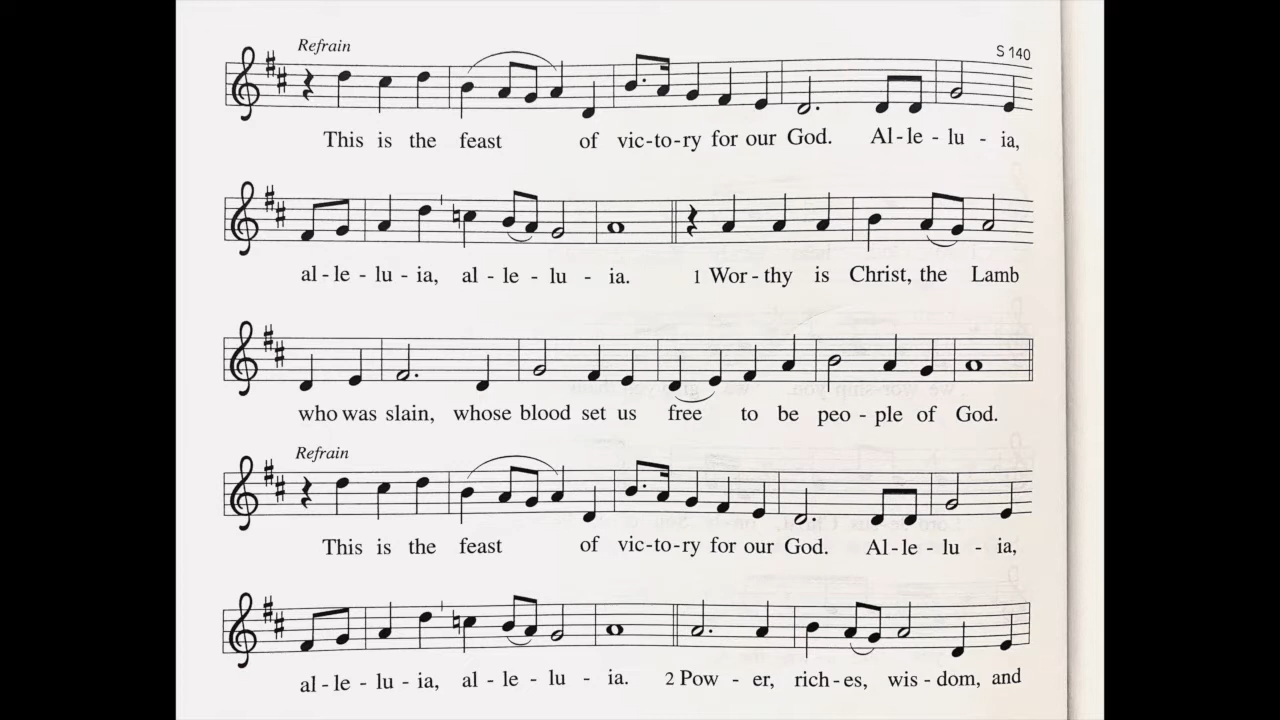 Refrain
S 140
This is the feast of vic-to-ry for our God. Al-le-lu-ia,
al-le-lu-ia, al-le-lu-ia. 1 Wor-thy is Christ, the Lamb
who was slain, whose blood set us free to be peo-ple of God.
Refrain
This is the feast of vic-to-ry for our God. Al-le-lu-ia,
al-le-lu-ia, al-le-lu-ia. 2 Pow-er, rich-es, wis-dom, and